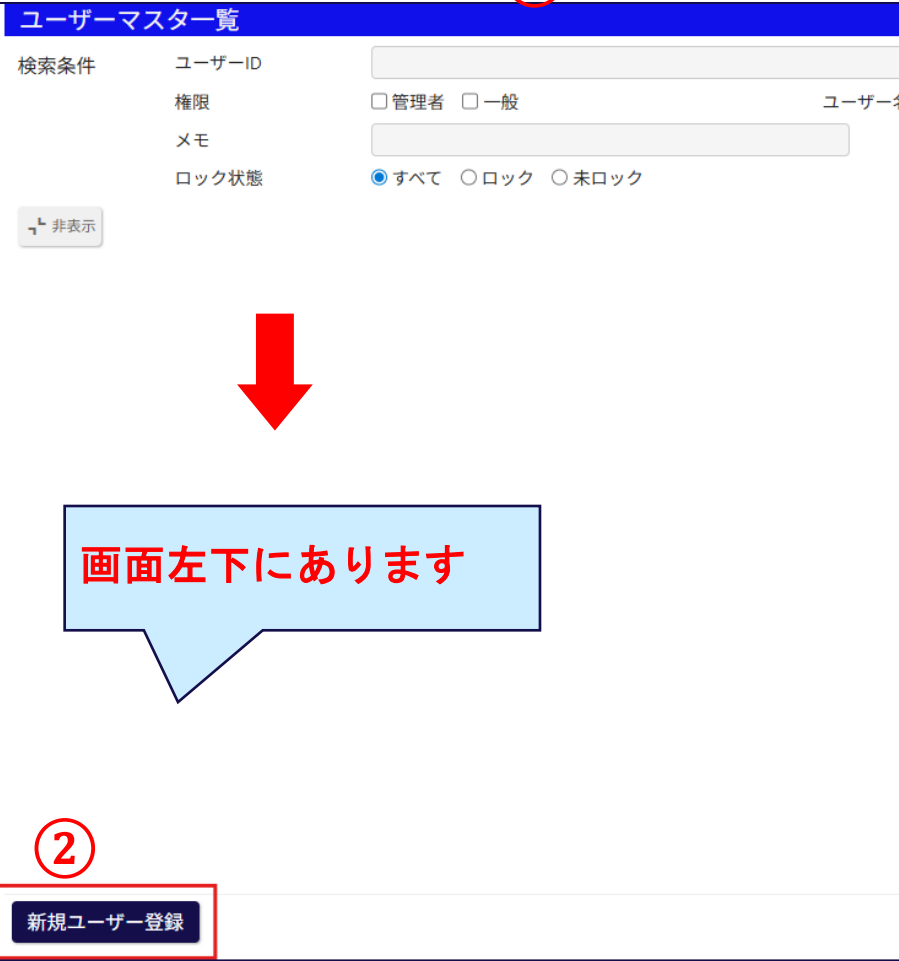 ユーザーマスタ一覧
検索条件 ユーザーID
権限 管理者 一般 ユーザー
メモ
ロック状態 すべて ロック 未ロック
非表示
画面左下にあります
②
新規ユーザー登録